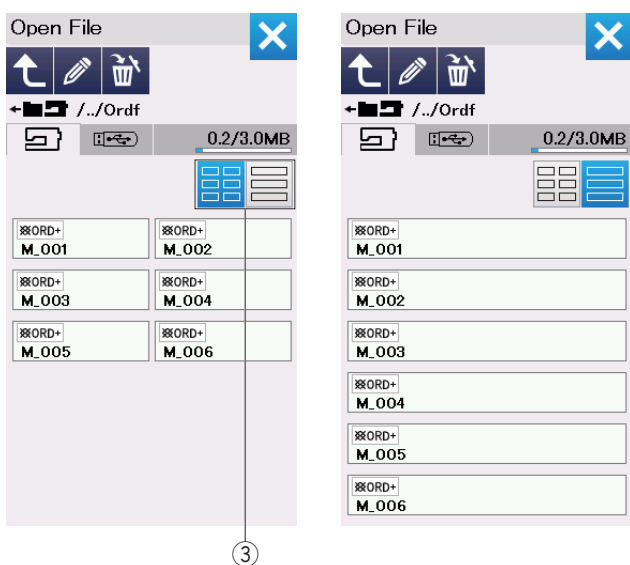 Open File
/../Ordf
0.2/3.0MB
ORD+
M_001
ORD+
M_002
ORD+
M_003
ORD+
M_004
ORD+
M_005
ORD+
M_006
③
Open File
/../Ordf
0.2/3.0MB
ORD+
M_001
ORD+
M_002
ORD+
M_003
ORD+
M_004
ORD+
M_005
ORD+
M_006